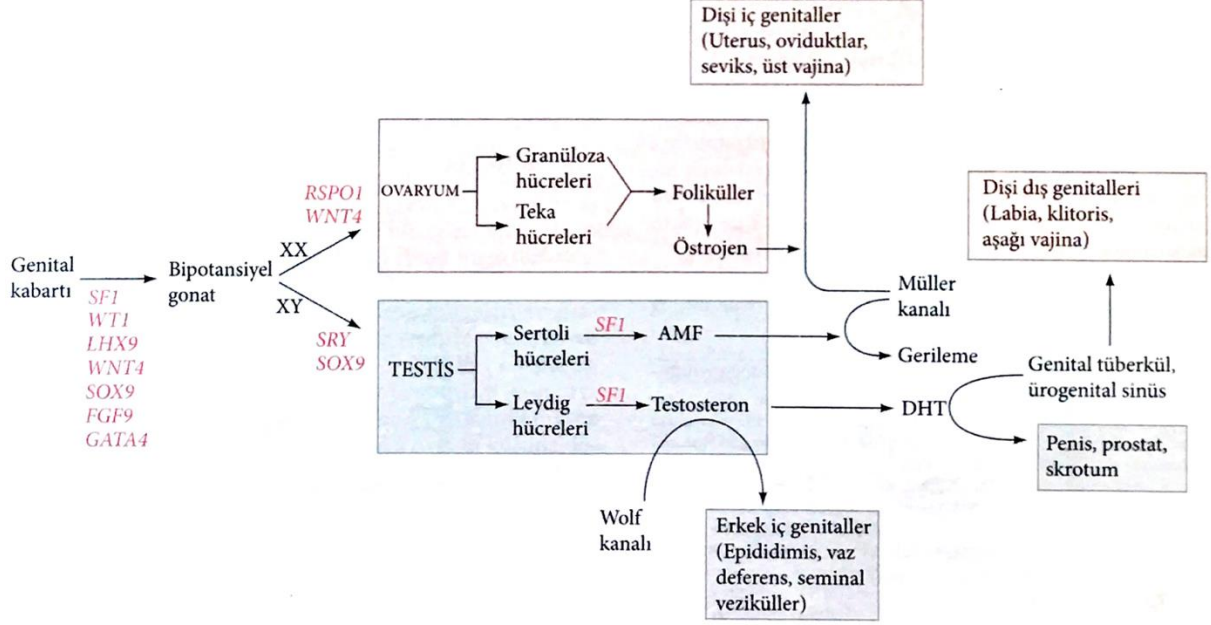 Dişi iç genitaller
(Uterus, oviduktlar,
seviks, üst vajina)
Granüloza
hücreleri
RSPO1
WNT4
OVARYUM
Foliküller
Teka
hücreleri
Östrojen
Dişi dış genitalleri
(Labia, klitoris,
aşağı vajina)
Genital
kabartı
SF1
WT1
LHX9
WNT4
SOX9
FGF9
GATA4
Bipotansiyel
gonat
XX
XY
SRY
SOX9
TESTİS
Sertoli
hücreleri
SF1
AMF
Leydig
hücreleri
SF1
Testosteron
Müller
kanalı
Gerileme
DHT
Genital tüberkül,
ürogenital sinüs
Penis, prostat,
skrotum
Wolf
kanalı
Erkek iç genitaller
(Epididimis, vaz
deferens, seminal
veziküller)